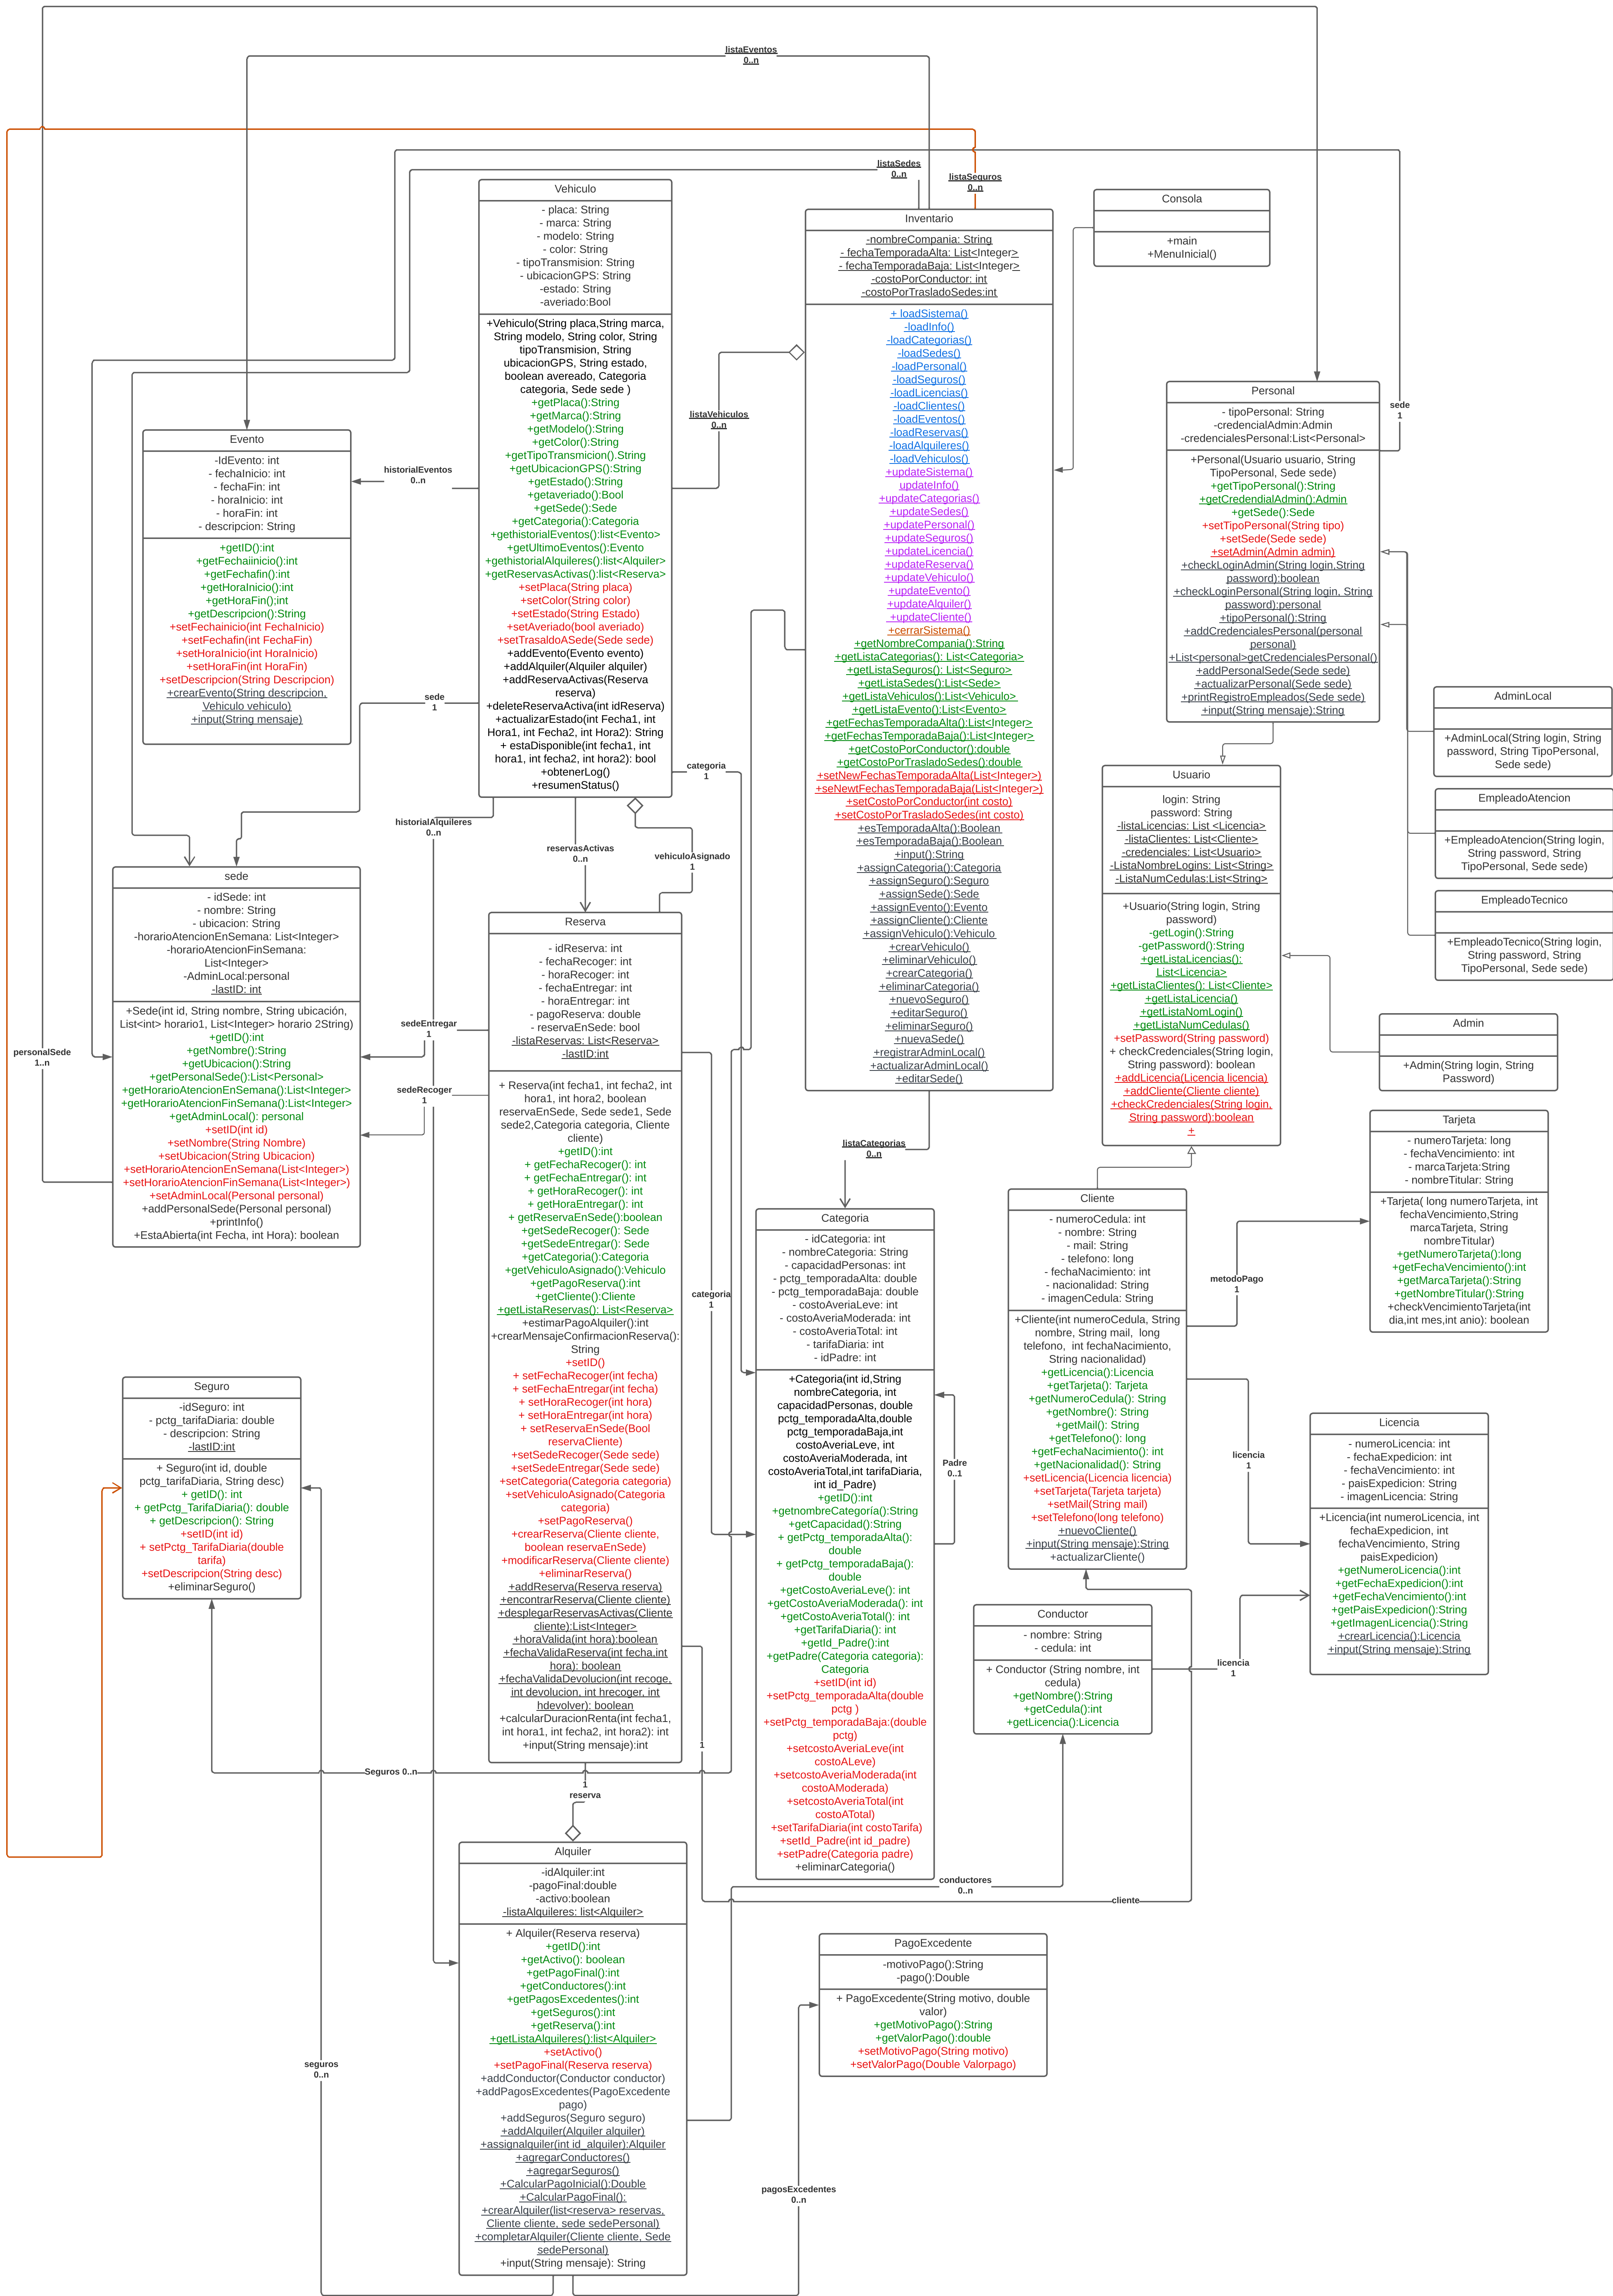 listaEventos
0..n
listaSedes
0..n
listaSeguros
0..n
Vehiculo
- placa: String
- marca: String
- modelo: String
- color: String
- tipoTransmision: String
- ubicacionGPS: String
-estado: String
-averiado:Bool
+Vehiculo(String placa,String marca,
String modelo, String color, String
tipoTransmision, String
ubicacionGPS, String estado,
boolean avereado, Categoria
categoria, Sede sede )
+getPlaca():String
+getMarca():String
+getModelo():String
+getColor():String
+getTipoTransmicion().String
+getUbicacionGPS():String
+getEstado():String
+getaveriado():Bool
+getSede():Sede
+getCategoria():Categoria
+gethistorialEventos():list<Evento>
+getUltimoEventos():Evento
+gethistorialAlquileres():list<Alquiler>
+getReservasActivas():list<Reserva>
+setPlaca(String placa)
+setColor(String color)
+setEstado(String Estado)
+setAveriado(bool averiado)
+setTrasaldoASede(Sede sede)
+addEvento(Evento evento)
+addAlquiler(Alquiler alquiler)
+addReservaActivas(Reserva
reserva)
+deleteReservaActiva(int idReserva)
+actualizarEstado(int Fecha1, int
Hora1, int Fecha2, int Hora2): String
+ estaDisponible(int fecha1, int
hora1, int fecha2, int hora2): bool
+obtenerLog()
+resumenStatus()
Inventario
-nombreCompania: String
- fechaTemporadaAlta: List<Integer>
- fechaTemporadaBaja: List<Integer>
-costoPorConductor: int
-costoPorTrasladoSedes:int
+ loadSistema()
-loadInfo()
-loadCategorias()
-loadSedes()
-loadPersonal()
-loadSeguros()
-loadLicencias()
-loadClientes()
-loadEventos()
-loadReservas()
-loadAlquileres()
-loadVehiculos()
+updateSistema()
updateInfo()
+updateCategorias()
+updateSedes()
+updatePersonal()
+updateSeguros()
+updateLicencia()
+updateReserva()
+updateVehiculo()
+updateEvento()
+updateAlquiler()
+updateCliente()
+cerrarSistema()
+getNombreCompania():String
+getListaCategorias(): List<Categoria>
+getListaSeguros(): List<Seguro>
+getListaSedes():List<Sede>
+getListaVehiculos():List<Vehiculo>
+getListaEvento():List<Evento>
+getFechasTemporadaAlta():List<Integer>
+getFechasTemporadaBaja():List<Integer>
+getCostoPorConductor():double
+getCostoPorTrasladoSedes():double
+setNewFechasTemporadaAlta(List<Integer>)
+seNewtFechasTemporadaBaja(List<Integer>)
+setCostoPorConductor(int costo)
+setCostoPorTrasladoSedes(int costo)
+esTemporadaAlta():Boolean
+esTemporadaBaja():Boolean
+input():String
+assignCategoria():Categoria
+assignSeguro():Seguro
+assignSede():Sede
+assignEvento():Evento
+assignCliente():Cliente
+assignVehiculo():Vehiculo
+crearVehiculo()
+eliminarVehiculo()
+crearCategoria()
+eliminarCategoria()
+nuevoSeguro()
+editarSeguro()
+eliminarSeguro()
+nuevaSede()
+registrarAdminLocal()
+actualizarAdminLocal()
+editarSede()
Consola
+main
+MenuInicial()
Personal
- tipoPersonal: String
-credencialAdmin:Admin
-credencialesPersonal:List<Personal>
+Personal(Usuario usuario, String
TipoPersonal, Sede sede)
+getTipoPersonal():String
+getCredendialAdmin():Admin
+getSede():Sede
+setTipoPersonal(String tipo)
+setSede(Sede sede)
+setAdmin(Admin admin)
+checkLoginAdmin(String login,String
password):boolean
+checkLoginPersonal(String login, String
password):personal
+tipoPersonal():String
+addCredencialesPersonal(personal
personal)
+List<personal>getCredencialesPersonal()
+addPersonalSede(Sede sede)
+actualizarPersonal(Sede sede)
+printRegistroEmpleados(Sede sede)
+input(String mensaje):String
sede
1
listaVehiculos
0..n
historialEventos
0..n
Evento
-IdEvento: int
- fechaInicio: int
- fechaFin: int
- horaInicio: int
- horaFin: int
- descripcion: String
+getID():int
+getFechaiinicio():int
+getFechafin():int
+getHoraInicio():int
+getHoraFin();int
+getDescripcion():String
+setFechainicio(int FechaInicio)
+setFechafin(int FechaFin)
+setHoraInicio(int HoraInicio)
+setHoraFin(int HoraFin)
+setDescripcion(String Descripcion)
+crearEvento(String descripcion,
Vehiculo vehiculo)
+input(String mensaje)
sede
1
categoria
1
historialAlquileres
0..n
reservasActivas
0..n
vehiculoAsignado
1
AdminLocal
+AdminLocal(String login, String
password, String TipoPersonal,
Sede sede)
EmpleadoAtencion
+EmpleadoAtencion(String login,
String password, String
TipoPersonal, Sede sede)
EmpleadoTecnico
+EmpleadoTecnico(String login,
String password, String
TipoPersonal, Sede sede)
Usuario
login: String
password: String
-listaLicencias: List <Licencia>
-listaClientes: List<Cliente>
-credenciales: List<Usuario>
-ListaNombreLogins: List<String>
-ListaNumCedulas:List<String>
+Usuario(String login, String
password)
-getLogin():String
-getPassword():String
+getListaLicencias():
List<Licencia>
+getListaClientes(): List<Cliente>
+getListaLicencia()
+getListaNomLogin()
+getListaNumCedulas()
+setPassword(String password)
+ checkCredenciales(String login,
String password): boolean
+addLicencia(Licencia licencia)
+addCliente(Cliente cliente)
+checkCredenciales(String login,
String password):boolean
+
Admin
+Admin(String login, String
Password)
sede
- idSede: int
- nombre: String
- ubicacion: String
-horarioAtencionEnSemana: List<Integer>
-horarioAtencionFinSemana:
List<Integer>
-AdminLocal:personal
-lastID: int
+Sede(int id, String nombre, String ubicación,
List<int> horario1, List<Integer> horario 2String)
+getID():int
+getNombre():String
+getUbicacion():String
+getPersonalSede():List<Personal>
+getHorarioAtencionEnSemana():List<Integer>
+getHorarioAtencionFinSemana():List<Integer>
+getAdminLocal(): personal
+setID(int id)
+setNombre(String Nombre)
+setUbicacion(String Ubicacion)
+setHorarioAtencionEnSemana(List<Integer>)
+setHorarioAtencionFinSemana(List<Integer>)
+setAdminLocal(Personal personal)
+addPersonalSede(Personal personal)
+printInfo()
+EstaAbierta(int Fecha, int Hora): boolean
personalSede
1..n
sedeEntregar
1
sedeRecoger
1
Reserva
- idReserva: int
- fechaRecoger: int
- horaRecoger: int
- fechaEntregar: int
- horaEntregar: int
- pagoReserva: double
- reservaEnSede: bool
-listaReservas: List<Reserva>
-lastID:int
+ Reserva(int fecha1, int fecha2, int
hora1, int hora2, boolean
reservaEnSede, Sede sede1, Sede
sede2,Categoria categoria, Cliente
cliente)
+getID():int
+ getFechaRecoger(): int
+ getFechaEntregar(): int
+ getHoraRecoger(): int
+ getHoraEntregar(): int
+ getReservaEnSede():boolean
+getSedeRecoger(): Sede
+getSedeEntregar(): Sede
+getCategoria():Categoria
+getVehiculoAsignado():Vehiculo
+getPagoReserva():int
+getCliente():Cliente
+getListaReservas(): List<Reserva>
+estimarPagoAlquiler():int
+crearMensajeConfirmacionReserva():
String
+setID()
+ setFechaRecoger(int fecha)
+ setFechaEntregar(int fecha)
+ setHoraRecoger(int hora)
+ setHoraEntregar(int hora)
+ setReservaEnSede(Bool
reservaCliente)
+setSedeRecoger(Sede sede)
+setSedeEntregar(Sede sede)
+setCategoria(Categoria categoria)
+setVehiculoAsignado(Categoria
categoria)
+setPagoReserva()
+crearReserva(Cliente cliente,
boolean reservaEnSede)
+modificarReserva(Cliente cliente)
+eliminarReserva()
+addReserva(Reserva reserva)
+encontrarReserva(Cliente cliente)
+desplegarReservasActivas(Cliente
cliente):List<Integer>
+horaValida(int hora):boolean
+fechaValidaReserva(int fecha,int
hora): boolean
+fechaValidaDevolucion(int recoge,
int devolucion, int hrecoger, int
hdevolver): boolean
+calcularDuracionRenta(int fecha1,
int hora1, int fecha2, int hora2): int
+input(String mensaje):int
listaCategorias
0..n
categoria
1
Categoria
- idCategoria: int
- nombreCategoria: String
- capacidadPersonas: int
- pctg_temporadaAlta: double
- pctg_temporadaBaja: double
- costoAveriaLeve: int
- costoAveriaModerada: int
- costoAveriaTotal: int
- tarifaDiaria: int
- idPadre: int
+Categoria(int id,String
nombreCategoria, int
capacidadPersonas, double
pctg_temporadaAlta,double
pctg_temporadaBaja,int
costoAveriaLeve, int
costoAveriaModerada, int
costoAveriaTotal,int tarifaDiaria,
int id_Padre)
+getID():int
+getnombreCategoría():String
+getCapacidad():String
+ getPctg_temporadaAlta():
double
+ getPctg_temporadaBaja():
double
+getCostoAveriaLeve(): int
+getCostoAveriaModerada(): int
+getCostoAveriaTotal(): int
+getTarifaDiaria(): int
+getId_Padre():int
+getPadre(Categoria categoria):
Categoria
+setID(int id)
+setPctg_temporadaAlta(double
pctg )
+setPctg_temporadaBaja:(double
pctg)
+setcostoAveriaLeve(int
costoALeve)
+setcostoAveriaModerada(int
costoAModerada)
+setcostoAveriaTotal(int
costoATotal)
+setTarifaDiaria(int costoTarifa)
+setId_Padre(int id_padre)
+setPadre(Categoria padre)
+eliminarCategoria()
Padre
0..1
Cliente
- numeroCedula: int
- nombre: String
- mail: String
- telefono: long
- fechaNacimiento: int
- nacionalidad: String
- imagenCedula: String
+Cliente(int numeroCedula, String
nombre, String mail, long
telefono, int fechaNacimiento,
String nacionalidad)
+getLicencia():Licencia
+getTarjeta(): Tarjeta
+getNumeroCedula(): String
+getNombre(): String
+getMail(): String
+getTelefono(): long
+getFechaNacimiento(): int
+getNacionalidad(): String
+setLicencia(Licencia licencia)
+setTarjeta(Tarjeta tarjeta)
+setMail(String mail)
+setTelefono(long telefono)
+nuevoCliente()
+input(String mensaje):String
+actualizarCliente()
metodoPago
1
Tarjeta
- numeroTarjeta: long
- fechaVencimiento: int
- marcaTarjeta:String
- nombreTitular: String
+Tarjeta( long numeroTarjeta, int
fechaVencimiento,String
marcaTarjeta, String
nombreTitular)
+getNumeroTarjeta():long
+getFechaVencimiento():int
+getMarcaTarjeta():String
+getNombreTitular():String
+checkVencimientoTarjeta(int
dia,int mes,int anio): boolean
licencia
1
Licencia
- numeroLicencia: int
- fechaExpedicion: int
- fechaVencimiento: int
- paisExpedicion: String
- imagenLicencia: String
+Licencia(int numeroLicencia, int
fechaExpedicion, int
fechaVencimiento, String
paisExpedicion)
+getNumeroLicencia():int
+getFechaExpedicion():int
+getFechaVencimiento():int
+getPaisExpedicion():String
+getImagenLicencia():String
+crearLicencia():Licencia
+input(String mensaje):String
Conductor
- nombre: String
- cedula: int
+ Conductor (String nombre, int
cedula)
+getNombre():String
+getCedula():int
+getLicencia():Licencia
licencia
1
Seguro
-idSeguro: int
- pctg_tarifaDiaria: double
- descripcion: String
-lastID:int
+ Seguro(int id, double
pctg_tarifaDiaria, String desc)
+ getID(): int
+ getPctg_TarifaDiaria(): double
+ getDescripcion(): String
+setID(int id)
+ setPctg_TarifaDiaria(double
tarifa)
+setDescripcion(String desc)
+eliminarSeguro()
1
Seguros 0..n
1
reserva
Alquiler
-idAlquiler:int
-pagoFinal:double
-activo:boolean
-listaAlquileres: list<Alquiler>
+ Alquiler(Reserva reserva)
+getID():int
+getActivo(): boolean
+getPagoFinal():int
+getConductores():int
+getPagosExcedentes():int
+getSeguros():int
+getReserva():int
+getListaAlquileres():list<Alquiler>
+setActivo()
+setPagoFinal(Reserva reserva)
+addConductor(Conductor conductor)
+addPagosExcedentes(PagoExcedente
pago)
+addSeguros(Seguro seguro)
+addAlquiler(Alquiler alquiler)
+assignalquiler(int id_alquiler):Alquiler
+agregarConductores()
+agregarSeguros()
+CalcularPagoInicial():Double
+CalcularPagoFinal():
+crearAlquiler(list<reserva> reservas,
Cliente cliente, sede sedePersonal)
+completarAlquiler(Cliente cliente, Sede
sedePersonal)
+input(String mensaje): String
conductores
0..n
cliente
PagoExcedente
-motivoPago():String
-pago():Double
+ PagoExcedente(String motivo, double
valor)
+getMotivoPago():String
+getValorPago():double
+setMotivoPago(String motivo)
+setValorPago(Double Valorpago)
seguros
0..n
pagosExcedentes
0..n